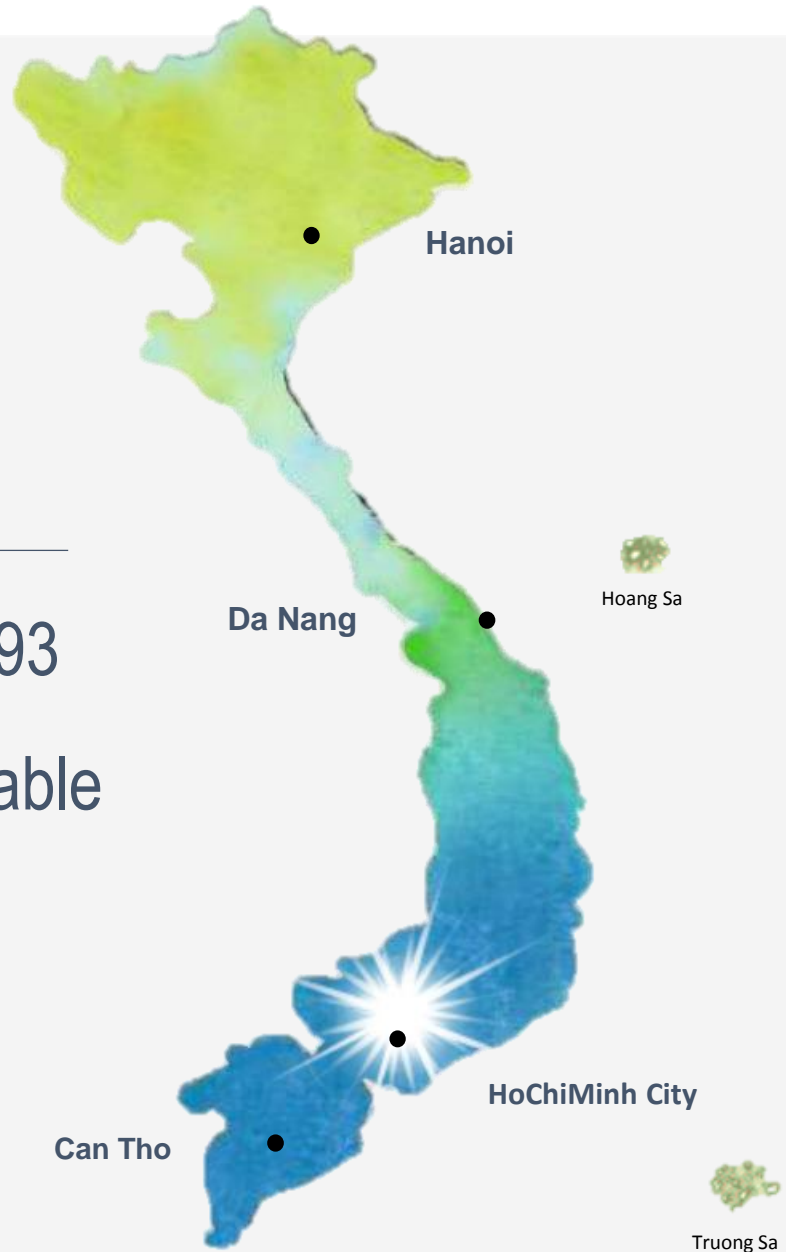 Hanoi
Hoang Sa
Da Nang
93
able
HoChiMinh City
Can Tho
Truong Sa